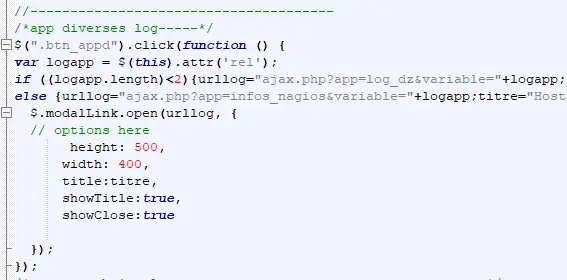 //--------------------------------------
/*app diverses log-----*/
$(".btn_appd").click(function () {
var logapp = $(this).attr('rel');
if ((logapp.length)<2){urllog="ajax.php?app=log_dz&variable="+logapp;
else {urllog="ajax.php?app=infos_nagios&variable="+logapp;titre="Host
$.modalLink.open(urllog, {
// options here
height: 500,
width: 400,
title:titre,
showTitle:true,
showClose:true
});
});